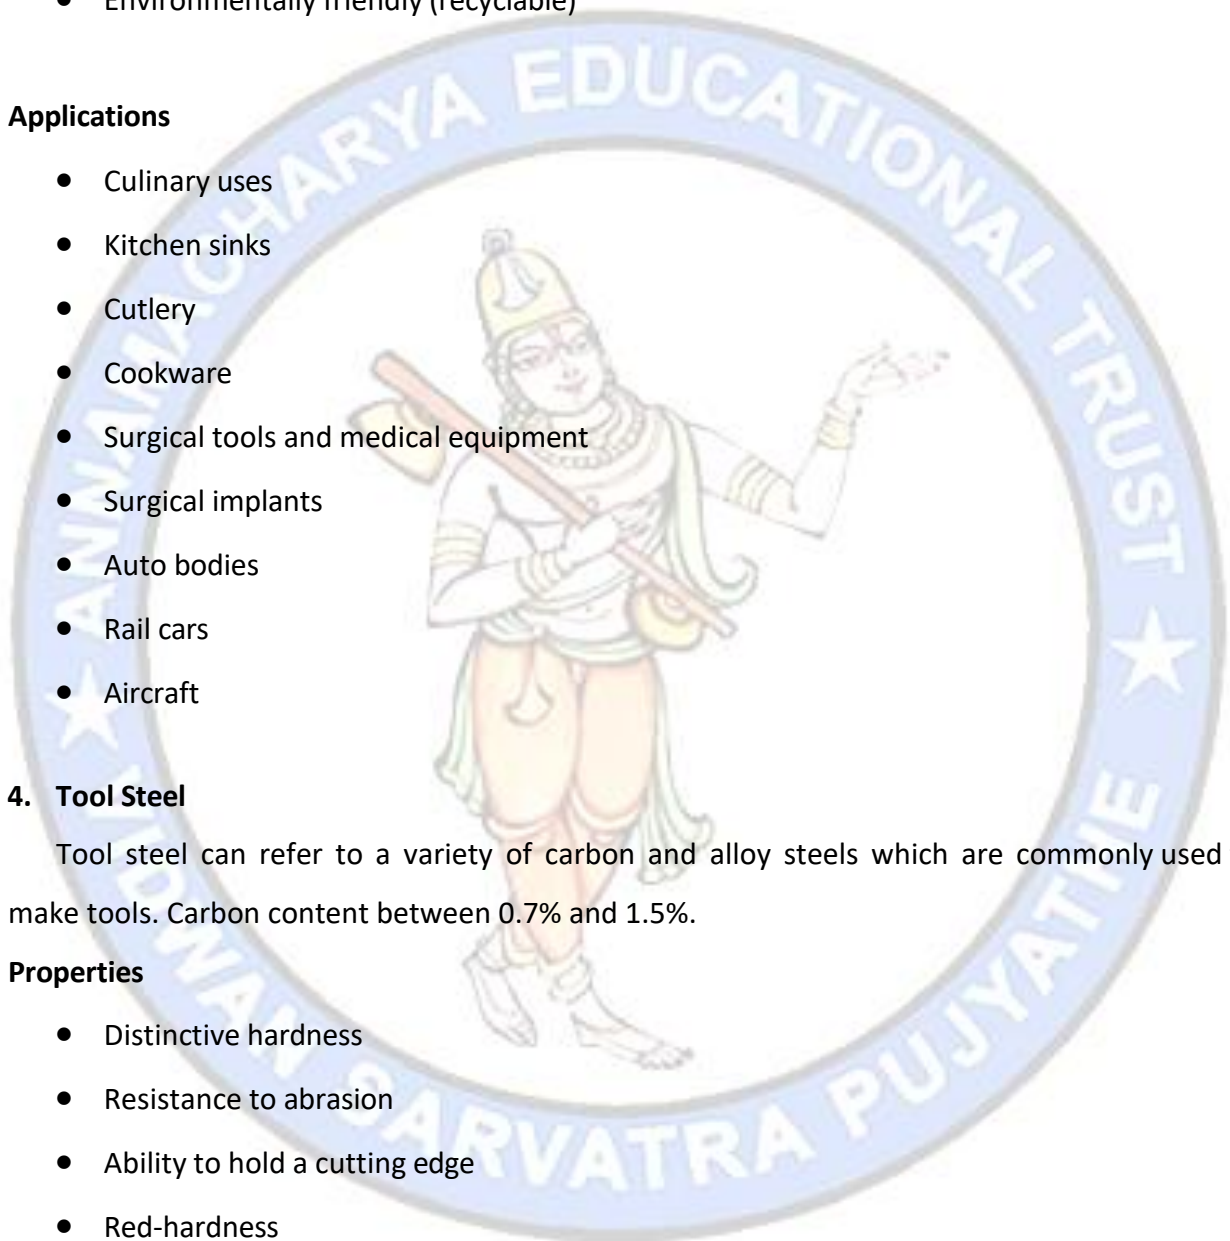 • Environmentally friendly (recyclable)
Applications
• Culinary uses
• Kitchen sinks
• Cutlery
• Cookware
• Surgical tools and medical equipment
• Surgical implants
• Auto bodies
• Rail cars
• Aircraft
4. Tool Steel
Tool steel can refer to a variety of carbon and alloy steels which are commonly used
make tools. Carbon content between 0.7% and 1.5%.
Properties
• Distinctive hardness
• Resistance to abrasion
• Ability to hold a cutting edge
• Red-hardness
ANNAMACHARYA EDUCATIONAL TRUST
VIDWAN SARVATRA PUJYATHE